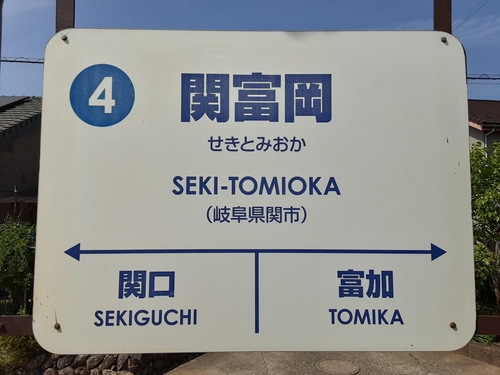 4
関富岡
せきとみおか
SEKI-TOMIOKA
（岐阜県関市）
関口 富加
SEKIGUCHI TOMIKA